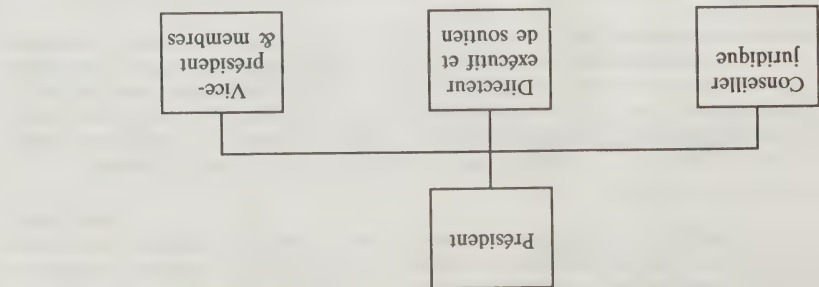 Président
Conseiller
juridique
Directeur
exécutif et
de soutien
Vice-
président
& membres